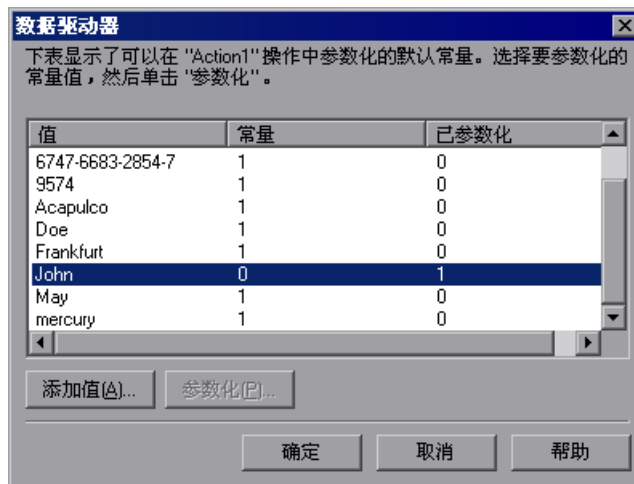 数据驱动器
下表显示了可以在 "Action1"操作中参数化的默认常量。选择要参数化的
常量值，然后单击 "参数化"。
值 常量 已参数化
6747-6683-2854-7 1 0
9574 1 0
Acapulco 1 0
Doe 1 0
Frankfurt 1 0
John 0 1
May 1 0
mercury 1 0
添加值(A)... 参数化(P)...
确定 取消 帮助